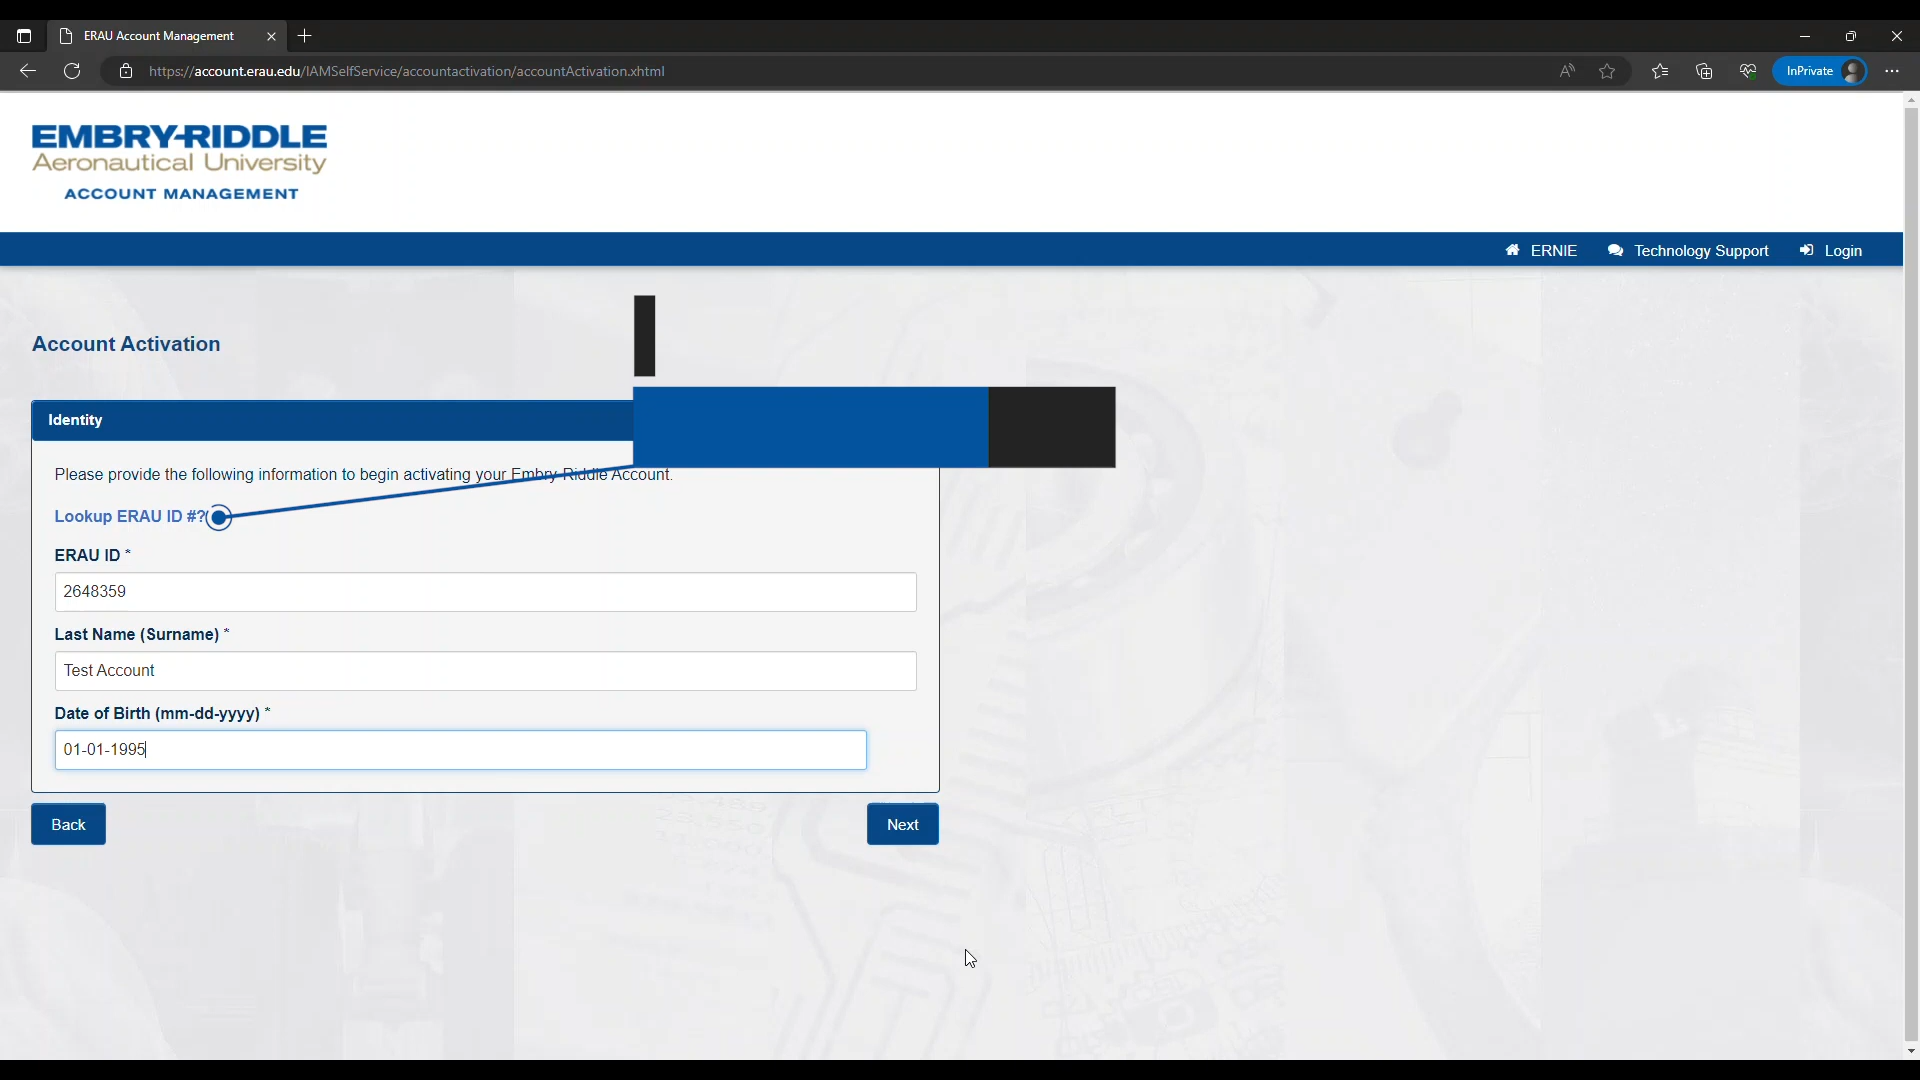 ERAU Account Management
https://account.erau.edu/IAMSelfService/accountactivation/accountActivation.xhtml
InPrivate
EMBRY-RIDDLE
Aeronautical University
ACCOUNT MANAGEMENT
ERNIE
Technology Support
Login
Account Activation
Identity
Please provide the following information to begin activating your Embry-Riddle Account.
Lookup ERAU ID #?
ERAU ID *
2648359
Last Name (Surname) *
Test Account
Date of Birth (mm-dd-yyyy) *
01-01-1995
Back
Next